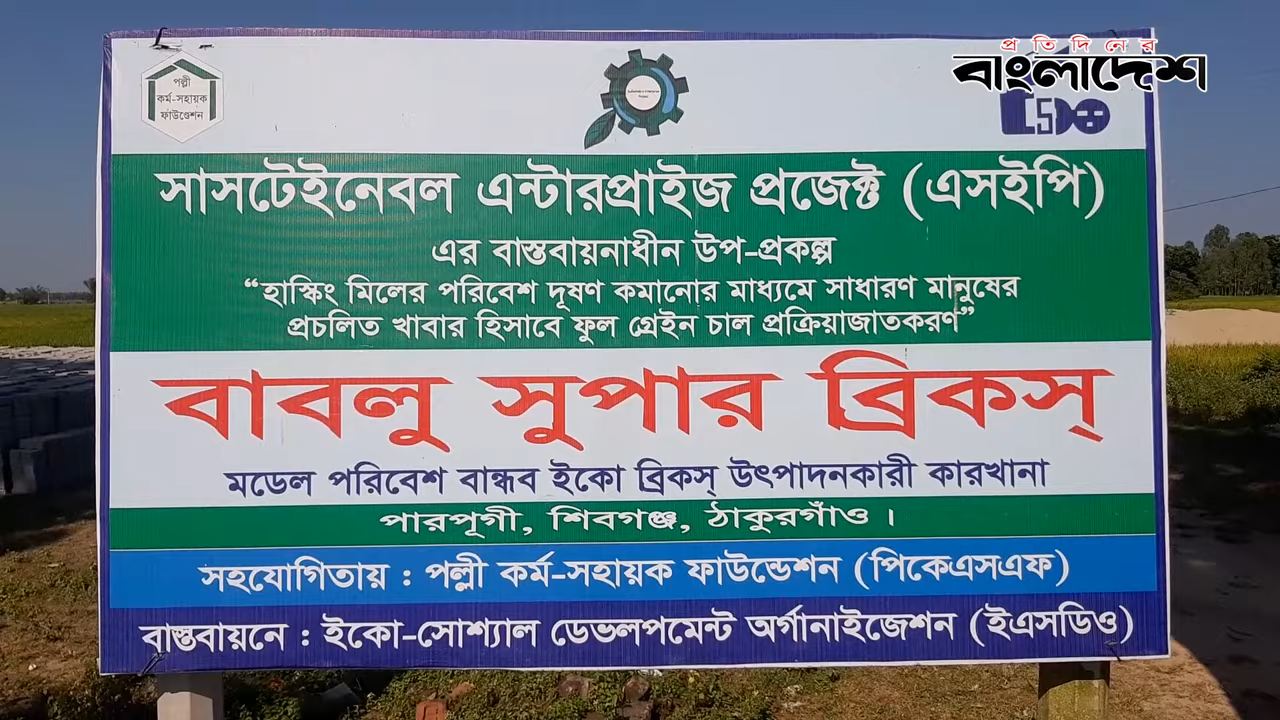 প্রতিদিনের
বাংলাদেশ
পল্লী
কর্ম-সহায়ক
ফাউন্ডেশন
সাসটেইনেবল এন্টারপ্রাইজ প্রজেক্ট (এসইপি)
এর বাস্তবায়নাধীন উপ-প্রকল্প
“হাস্কিং মিলের পরিবেশ দূষণ কমানোর মাধ্যমে সাধারণ মানুষের
প্রচলিত খাবার হিসাবে ফুল গ্রেইন চাল প্রক্রিয়াজাতকরণ”
বাবলু সুপার ব্রিকস্
মডেল পরিবেশ বান্ধব ইকো ব্রিকস্ উৎপাদনকারী কারখানা
পারপূগী, শিবগঞ্জ, ঠাকুরগাঁও।
সহযোগিতায় : পল্লী কর্ম-সহায়ক ফাউন্ডেশন (পিকেএসএফ)
বাস্তবায়নে : ইকো-সোশ্যাল ডেভলপমেন্ট অর্গানাইজেশন (ইএসডিও)